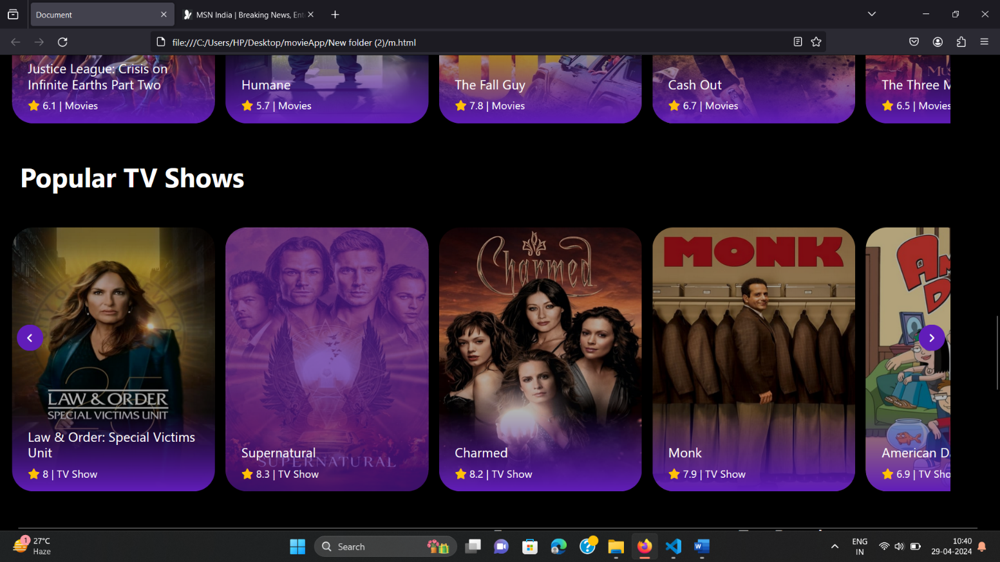 Document
MSN India | Breaking News, Ent
file:///C:/Users/HP/Desktop/movieApp/New folder (2)/m.html
Justice League: Crisis on
Infinite Earths Part Two
6.1 | Movies
Humane
5.7 | Movies
The Fall Guy
7.8 | Movies
Cash Out
6.7 | Movies
The Three M
6.5 | Movies
Popular TV Shows
25
LAW & ORDER
SPECIAL VICTIMS UNIT
Law & Order: Special Victims
Unit
8 | TV Show
SUPERNATURAL
Supernatural
8.3 | TV Show
Charmed
Charmed
8.2 | TV Show
MONK
Monk
7.9 | TV Show
Am
D
American Da
6.9 | TV Sho
1
27°C
Haze
Search
ENG
IN
10:40
29-04-2024